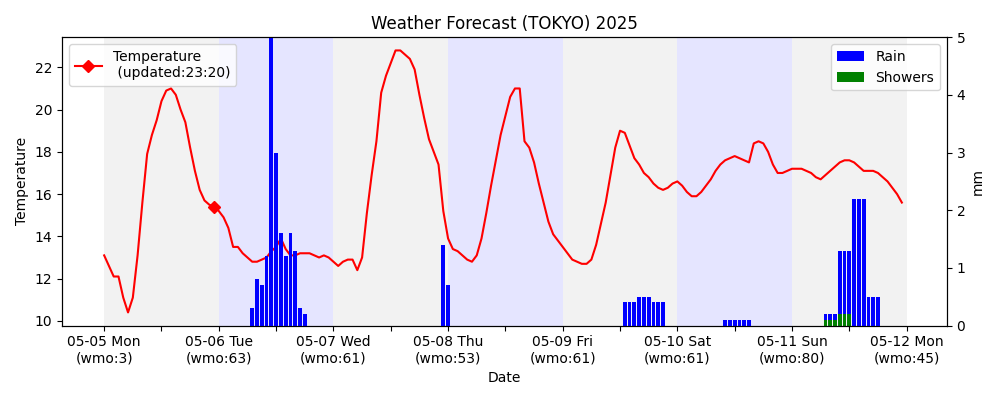 Weather Forecast (TOKYO) 2025
Temperature
(updated:23:20)
Rain
Showers
Temperature
22
20
18
16
14
12
10
5
4
3
2
1
0
mm
05-05 Mon
(wmo:3)
05-06 Tue
(wmo:63)
05-07 Wed
(wmo:61)
05-08 Thu
(wmo:53)
05-09 Fri
(wmo:61)
05-10 Sat
(wmo:61)
05-11 Sun
(wmo:80)
05-12 Mon
(wmo:45)
Date